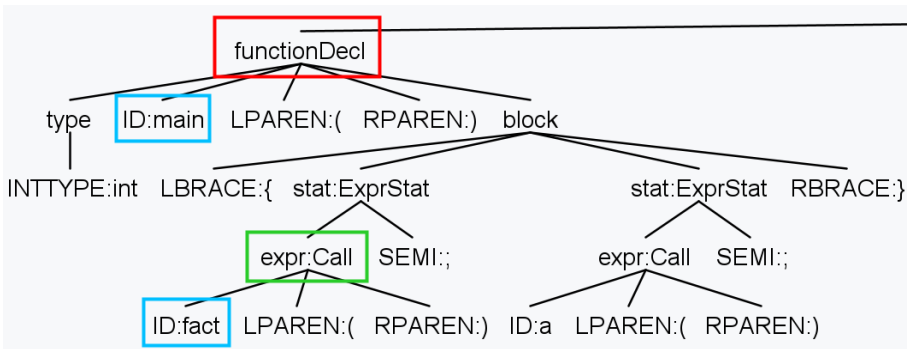 functionDecl
type ID:main LPAREN:( RPAREN:) block
INTTYPE:int LBRACE:{ stat:ExprStat stat:ExprStat RBRACE:}
expr:Call SEMI:; expr:Call SEMI:;
ID:fact LPAREN:( RPAREN:) ID:a LPAREN:( RPAREN:)